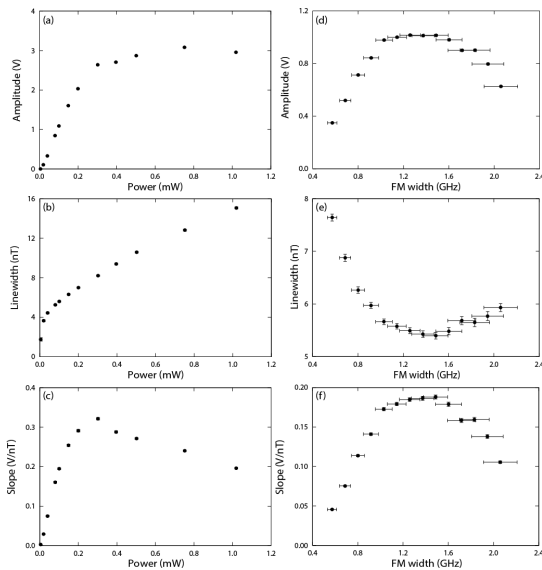 (a)
4
3
2
1
0
Amplitude (V)
0.0 0.2 0.4 0.6 0.8 1.0 1.2
Power (mW)
(d)
1.2
0.8
0.4
0.0
Amplitude (V)
0.4 0.8 1.2 1.6 2.0 2.4
FM width (GHz)
(b)
16
12
8
4
0
Linewidth (nT)
0.0 0.2 0.4 0.6 0.8 1.0 1.2
Power (mW)
(e)
8
7
6
5
Linewidth (nT)
0.4 0.8 1.2 1.6 2.0 2.4
FM width (GHz)
(c)
0.4
0.3
0.2
0.1
0.0
Slope (V/nT)
0.0 0.2 0.4 0.6 0.8 1.0 1.2
Power (mW)
(f)
0.20
0.15
0.10
0.05
0.00
Slope (V/nT)
0.4 0.8 1.2 1.6 2.0 2.4
FM width (GHz)